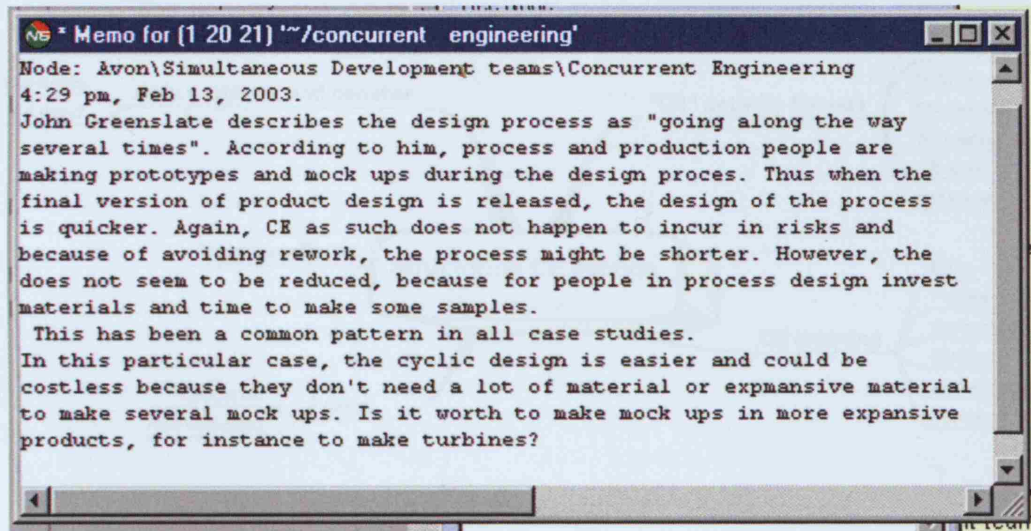 N6 * Memo for (1 20 21) '~/concurrent engineering'
Node: Avon\Simultaneous Development teams\Concurrent Engineering
4:29 pm, Feb 13, 2003.
John Greenslate describes the design process as "going along the way
several times". According to him, process and production people are
making prototypes and mock ups during the design proces. Thus when the
final version of product design is released, the design of the process
is quicker. Again, CE as such does not happen to incur in risks and
because of avoiding rework, the process might be shorter. However, the
does not seem to be reduced, because for people in process design invest
materials and time to make some samples.
This has been a common pattern in all case studies.
In this particular case, the cyclic design is easier and could be
costless because they don't need a lot of material or expmansive material
to make several mock ups. Is it worth to make mock ups in more expansive
products, for instance to make turbines?